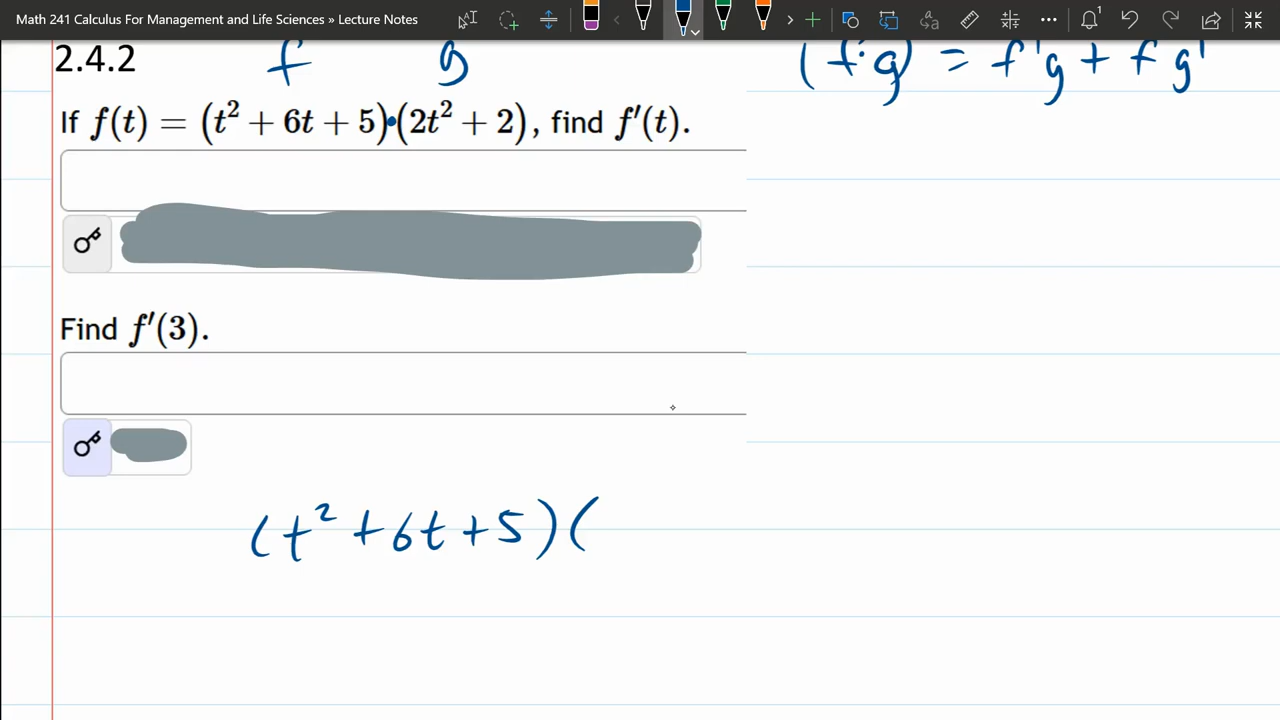 Math 241 Calculus For Management and Life Sciences » Lecture Notes
2.4.2 f g (f·g)' = f'g + f g'
If f(t) = (t² + 6t + 5)·(2t² + 2), find f′(t).
Find f′(3).
(t² + 6t + 5)(